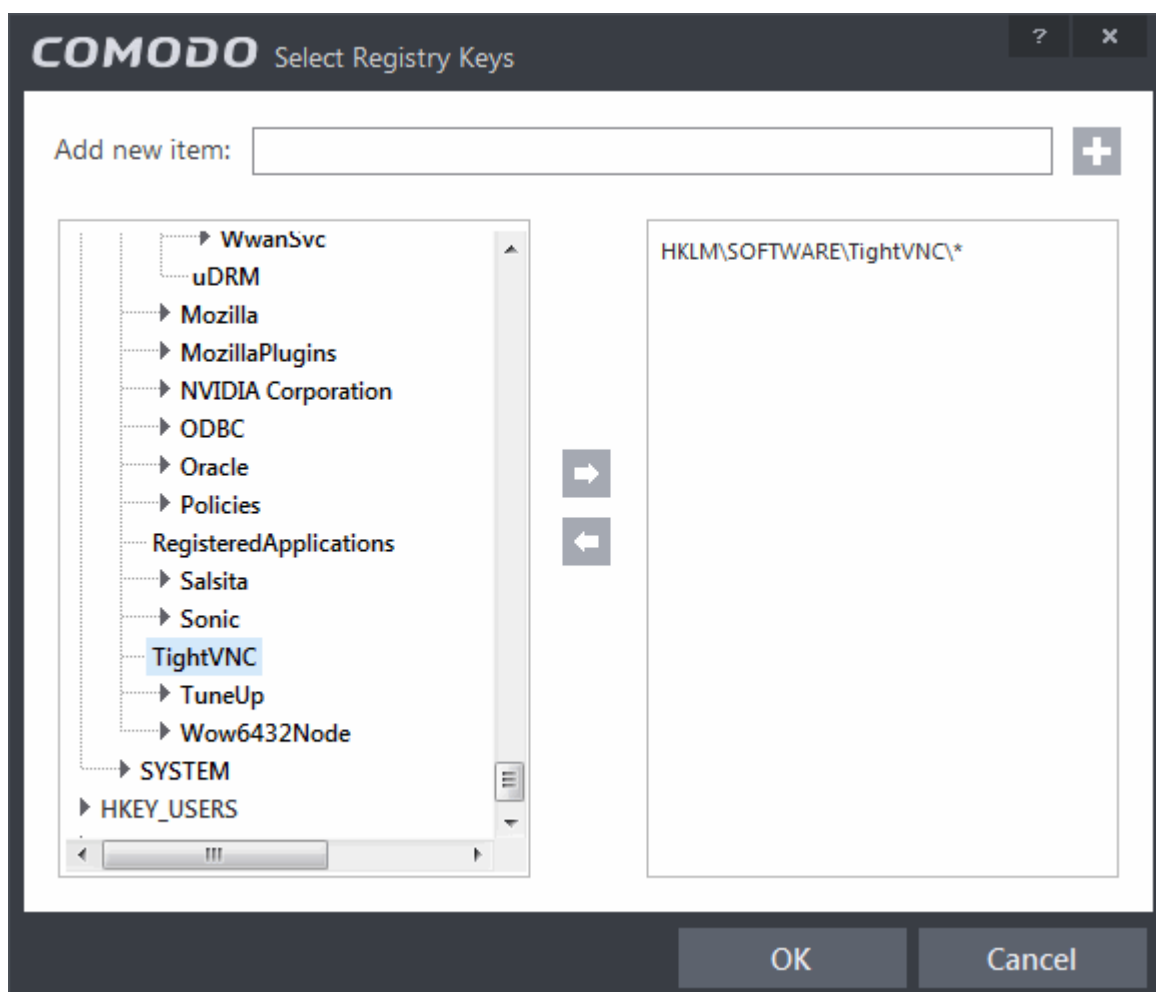 COMODO Select Registry Keys
?
×
Add new item:
WwanSvc
uDRM
Mozilla
MozillaPlugins
NVIDIA Corporation
ODBC
Oracle
Policies
RegisteredApplications
Salsita
Sonic
TightVNC
TuneUp
Wow6432Node
SYSTEM
HKEY_USERS
HKLM\SOFTWARE\TightVNC\*
OK
Cancel